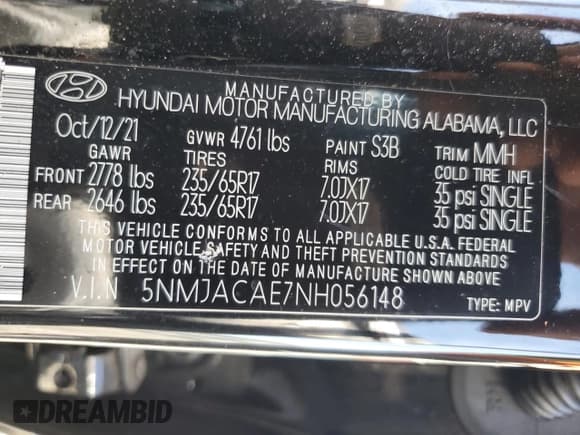 MANUFACTURED BY
HYUNDAI MOTOR MANUFACTURING ALABAMA, LLC
Oct/12/21 GVWR 4761 lbs PAINT S3B TRIM MMH
GAWR TIRES RIMS COLD TIRE INFL
FRONT 2778 lbs 235/65R17 7.0JX17 35 psi SINGLE
REAR 2646 lbs 235/65R17 7.0JX17 35 psi SINGLE
THIS VEHICLE CONFORMS TO ALL APPLICABLE U.S.A. FEDERAL
MOTOR VEHICLE SAFETY AND THEFT PREVENTION STANDARDS
IN EFFECT ON THE DATE OF MANUFACTURE SHOWN ABOVE.
V.I.N 5NMJACAE7NH056148 TYPE: MPV
DREAMBID